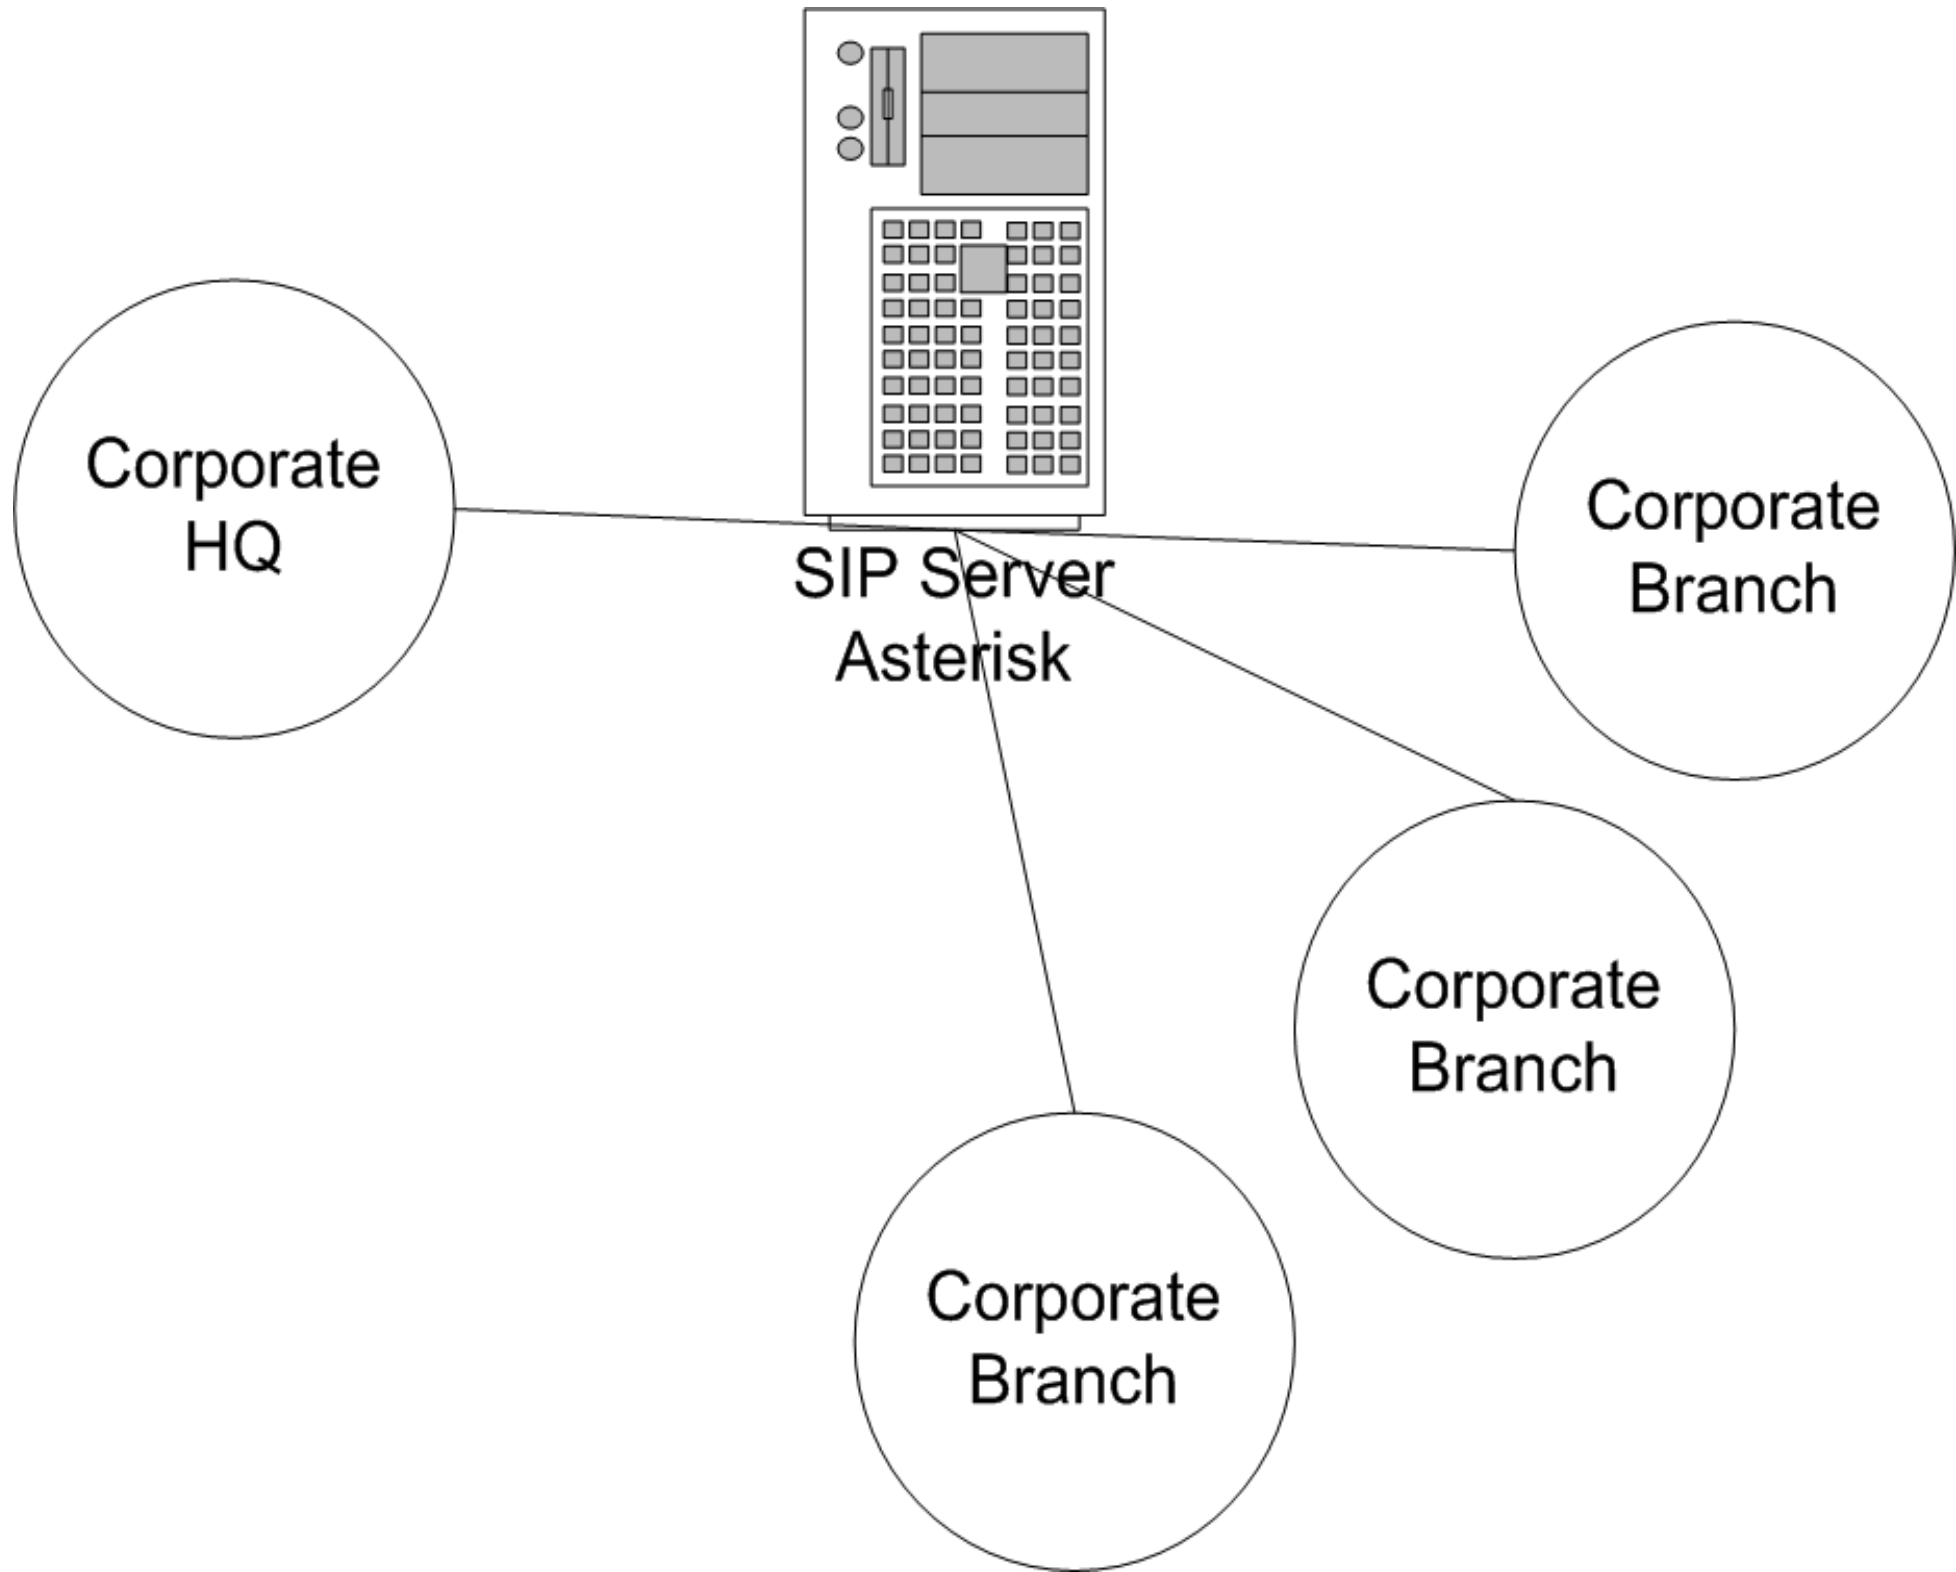 Corporate
HQ
SIP Server
Asterisk
Corporate
Branch
Corporate
Branch
Corporate
Branch